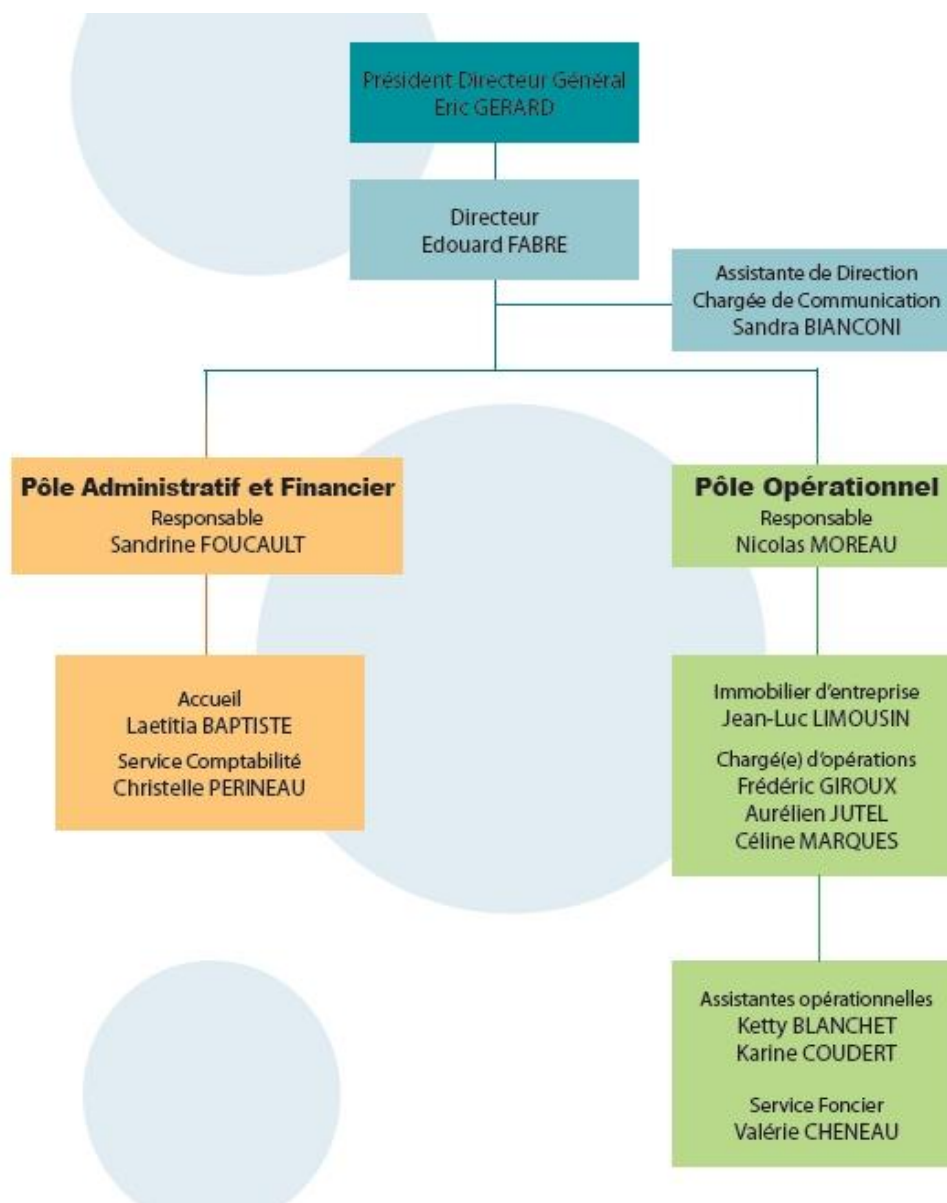 Président Directeur Général
Eric GERARD
Directeur
Edouard FABRE
Assistante de Direction
Chargée de Communication
Sandra BIANCONI
Pôle Administratif et Financier
Responsable
Sandrine FOUCAULT
Pôle Opérationnel
Responsable
Nicolas MOREAU
Accueil
Laetitia BAPTISTE
Service Comptabilité
Christelle PERINEAU
Immobilier d'entreprise
Jean-Luc LIMOUSIN
Chargé(e) d'opérations
Frédéric GIROUX
Aurélien JUTEL
Céline MARQUES
Assistantes opérationnelles
Ketty BLANCHET
Karine COUDERT
Service Foncier
Valérie CHENEAU